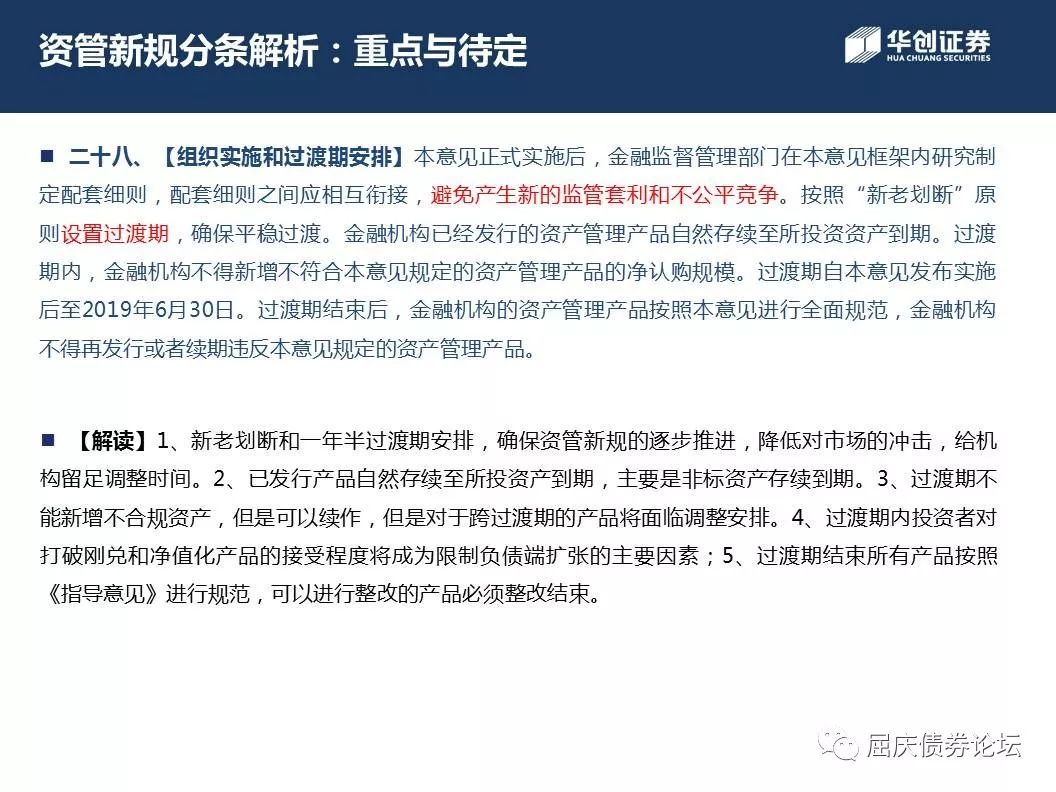 资管新规分条解析：重点与待定
华创证券
HUA CHUANG SECURITIES
■ 二十八、【组织实施和过渡期安排】本意见正式实施后，金融监督管理部门在本意见框架内研究制
定配套细则，配套细则之间应相互衔接，避免产生新的监管套利和不公平竞争。按照“新老划断”原
则设置过渡期，确保平稳过渡。金融机构已经发行的资产管理产品自然存续至所投资资产到期。过渡
期内，金融机构不得新增不符合本意见规定的资产管理产品的净认购规模。过渡期自本意见发布实施
后至2019年6月30日。过渡期结束后，金融机构的资产管理产品按照本意见进行全面规范，金融机构
不得再发行或者续期违反本意见规定的资产管理产品。
■ 【解读】1、新老划断和一年半过渡期安排，确保资管新规的逐步推进，降低对市场的冲击，给机
构留足调整时间。2、已发行产品自然存续至所投资产到期，主要是非标资产存续到期。3、过渡期不
能新增不合规资产，但是可以续作，但是对于跨过渡期的产品将面临调整安排。4、过渡期内投资者对
打破刚兑和净值化产品的接受程度将成为限制负债端扩张的主要因素；5、过渡期结束所有产品按照
《指导意见》进行规范，可以进行整改的产品必须整改结束。
屈庆债券论坛